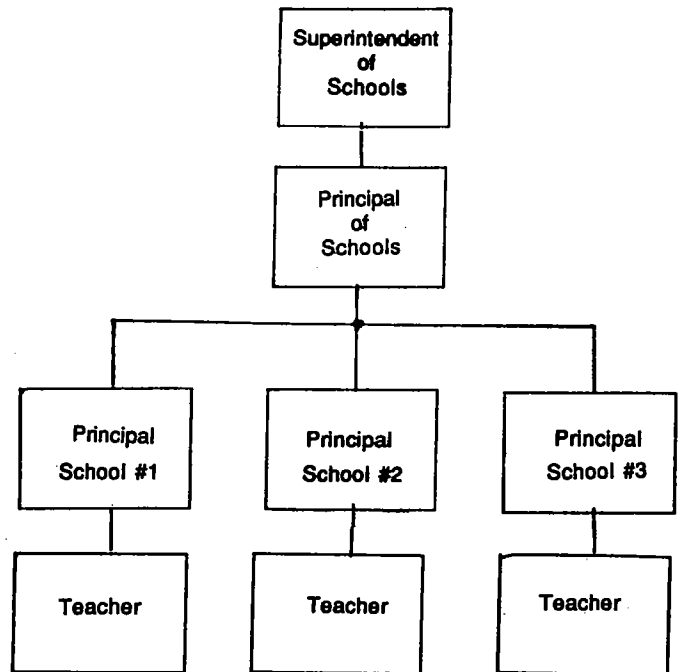 Superintendent
of
Schools
Principal
of
Schools
Principal
School #1
Principal
School #2
Principal
School #3
Teacher
Teacher
Teacher